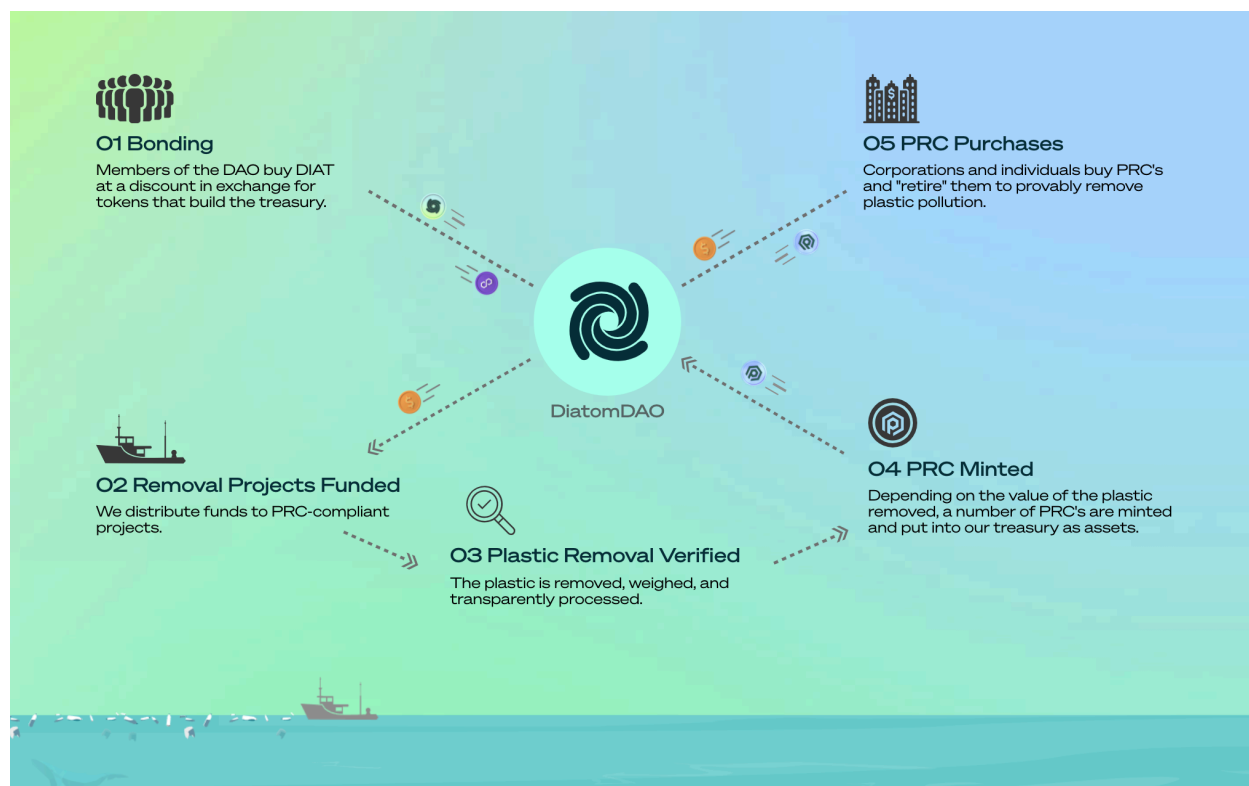 01 Bonding
Members of the DAO buy DIAT
at a discount in exchange for
tokens that build the treasury.
05 PRC Purchases
Corporations and individuals buy PRC's
and "retire" them to provably remove
plastic pollution.
DiatomDAO
02 Removal Projects Funded
We distribute funds to PRC-compliant
projects.
03 Plastic Removal Verified
The plastic is removed, weighed, and
transparently processed.
04 PRC Minted
Depending on the value of the plastic
removed, a number of PRC's are minted
and put into our treasury as assets.